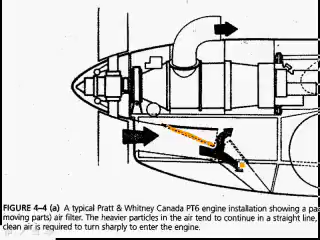 FIGURE 4–4 (a) A typical Pratt & Whitney Canada PT6 engine installation showing a pa
moving parts) air filter. The heavier particles in the air tend to continue in a straight line,
clean air is required to turn sharply to enter the engine.